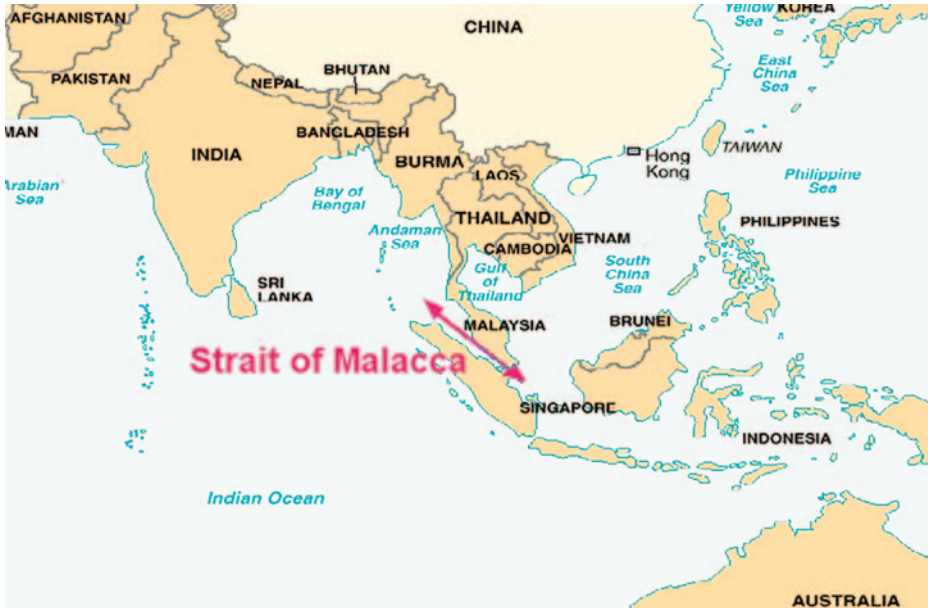 AFGHANISTAN
CHINA
Yellow
Sea
KOREA
PAKISTAN
NEPAL
BHUTAN
East
China
Sea
MAN
INDIA
BANGLADESH
BURMA
LAOS
Hong
Kong
TAIWAN
Arabian
Sea
Bay of
Bengal
Philippine
Sea
Andaman
Sea
THAILAND
VIETNAM
CAMBODIA
PHILIPPINES
SRI
LANKA
Gulf
of
Thailand
South
China
Sea
MALAYSIA
BRUNEI
Strait of Malacca
SINGAPORE
INDONESIA
Indian Ocean
AUSTRALIA